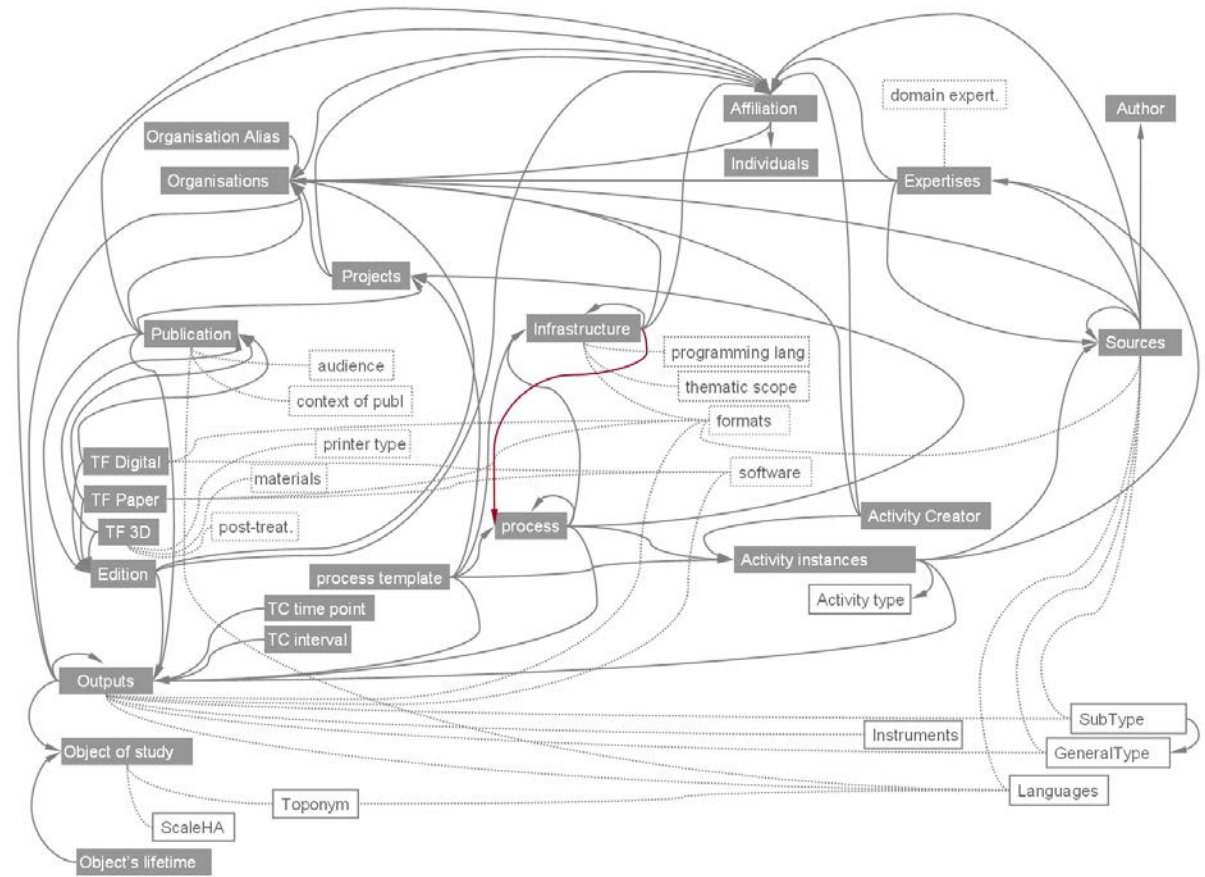 domain expert.
Affiliation
Author
Organisation Alias
Individuals
Organisations
Expertises
Projects
Publication
Infrastructure
Sources
programming lang
audience
thematic scope
context of publ
formats
printer type
TF Digital
software
materials
TF Paper
Activity Creator
post-treat.
process
TF 3D
Activity instances
Edition
process template
Activity type
TC time point
TC interval
Outputs
SubType
Instruments
Object of study
GeneralType
Languages
Toponym
ScaleHA
Object's lifetime